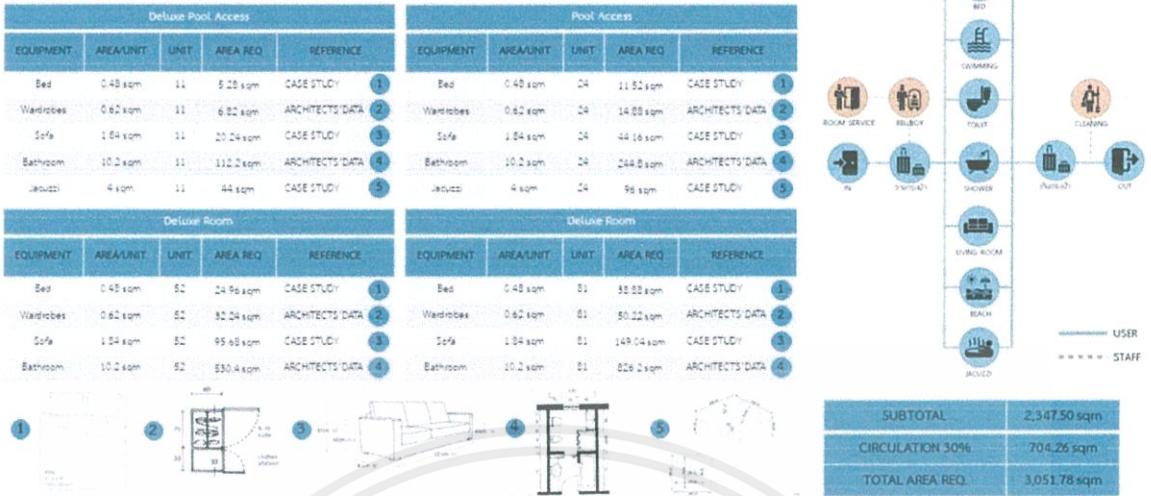 Deluxe Pool Access
EQUIPMENT AREA/UNIT UNIT AREA REQ REFERENCE
Bed 0.48 sqm 11 5.28 sqm CASE STUDY 1
Wardrobes 0.62 sqm 11 6.82 sqm ARCHITECTS'DATA 2
Sofa 1.84 sqm 11 20.24 sqm CASE STUDY 3
Bathroom 10.2 sqm 11 112.2 sqm ARCHITECTS'DATA 4
Jacuzzi 4 sqm 11 44 sqm CASE STUDY 5
Pool Access
EQUIPMENT AREA/UNIT UNIT AREA REQ REFERENCE
Bed 0.48 sqm 24 11.52 sqm CASE STUDY 1
Wardrobes 0.62 sqm 24 14.88 sqm ARCHITECTS'DATA 2
Sofa 1.84 sqm 24 44.16 sqm CASE STUDY 3
Bathroom 10.2 sqm 24 244.8 sqm ARCHITECTS'DATA 4
Jacuzzi 4 sqm 24 96 sqm CASE STUDY 5
Deluxe Room
EQUIPMENT AREA/UNIT UNIT AREA REQ REFERENCE
Bed 0.48 sqm 52 24.96 sqm CASE STUDY 1
Wardrobes 0.62 sqm 52 32.24 sqm ARCHITECTS'DATA 2
Sofa 1.84 sqm 52 95.68 sqm CASE STUDY 3
Bathroom 10.2 sqm 52 530.4 sqm ARCHITECTS'DATA 4
Deluxe Room
EQUIPMENT AREA/UNIT UNIT AREA REQ REFERENCE
Bed 0.48 sqm 81 38.88 sqm CASE STUDY 1
Wardrobes 0.62 sqm 81 50.22 sqm ARCHITECTS'DATA 2
Sofa 1.84 sqm 81 149.04 sqm CASE STUDY 3
Bathroom 10.2 sqm 81 826.2 sqm ARCHITECTS'DATA 4
1 2 3 4 5
BED
SWIMMING
ROOM SERVICE BELLBOY TOILET CLEANING
IN SHOWER OUT
LIVING ROOM
BEACH
JACUZZI
USER
STAFF
SUBTOTAL 2,347.50 sqm
CIRCULATION 30% 704.26 sqm
TOTAL AREA REQ. 3,051.78 sqm